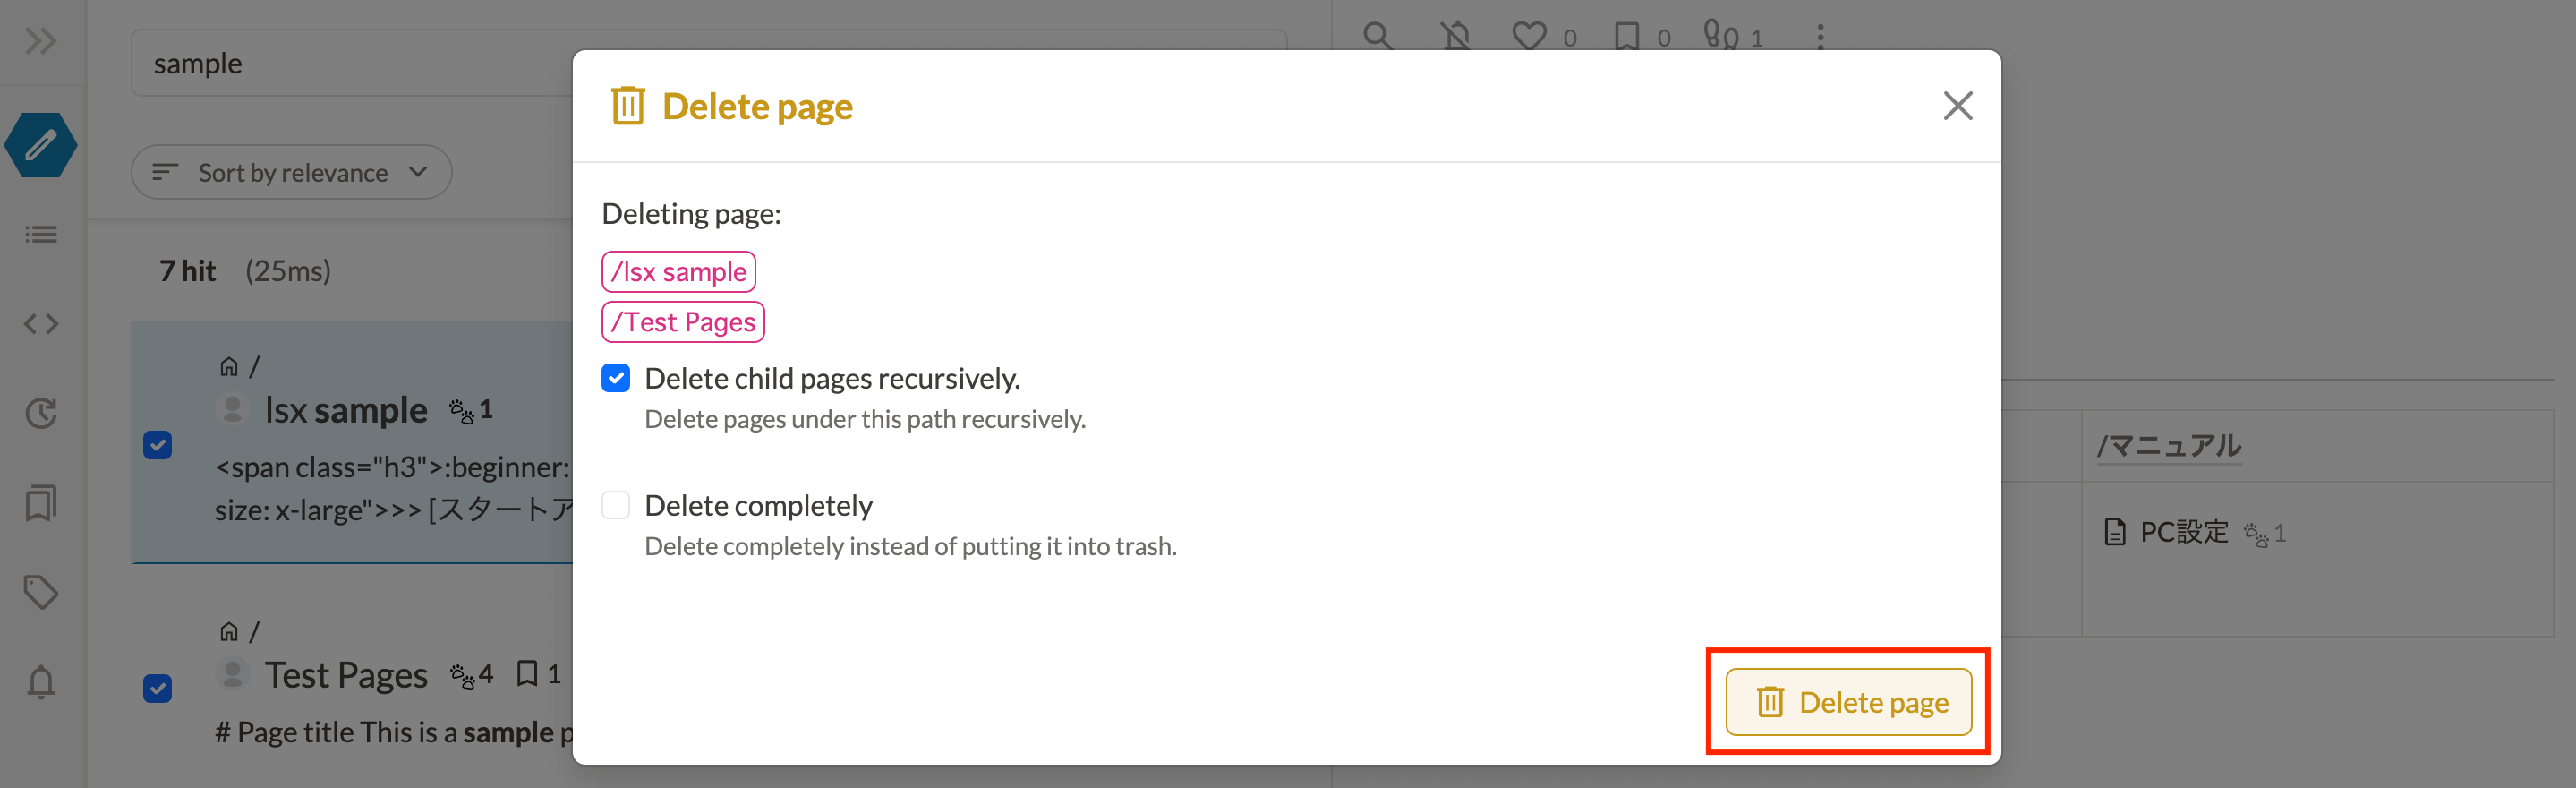 sample
Sort by relevance
7 hit (25ms)
/
lsx sample 1
<span class="h3">:beginner:
size: x-large">>> [スタートア
/
Test Pages 4 1
# Page title This is a sample p
0 0 1
Delete page
Deleting page:
/lsx sample
/Test Pages
Delete child pages recursively.
Delete pages under this path recursively.
Delete completely
Delete completely instead of putting it into trash.
Delete page
/マニュアル
PC設定 1